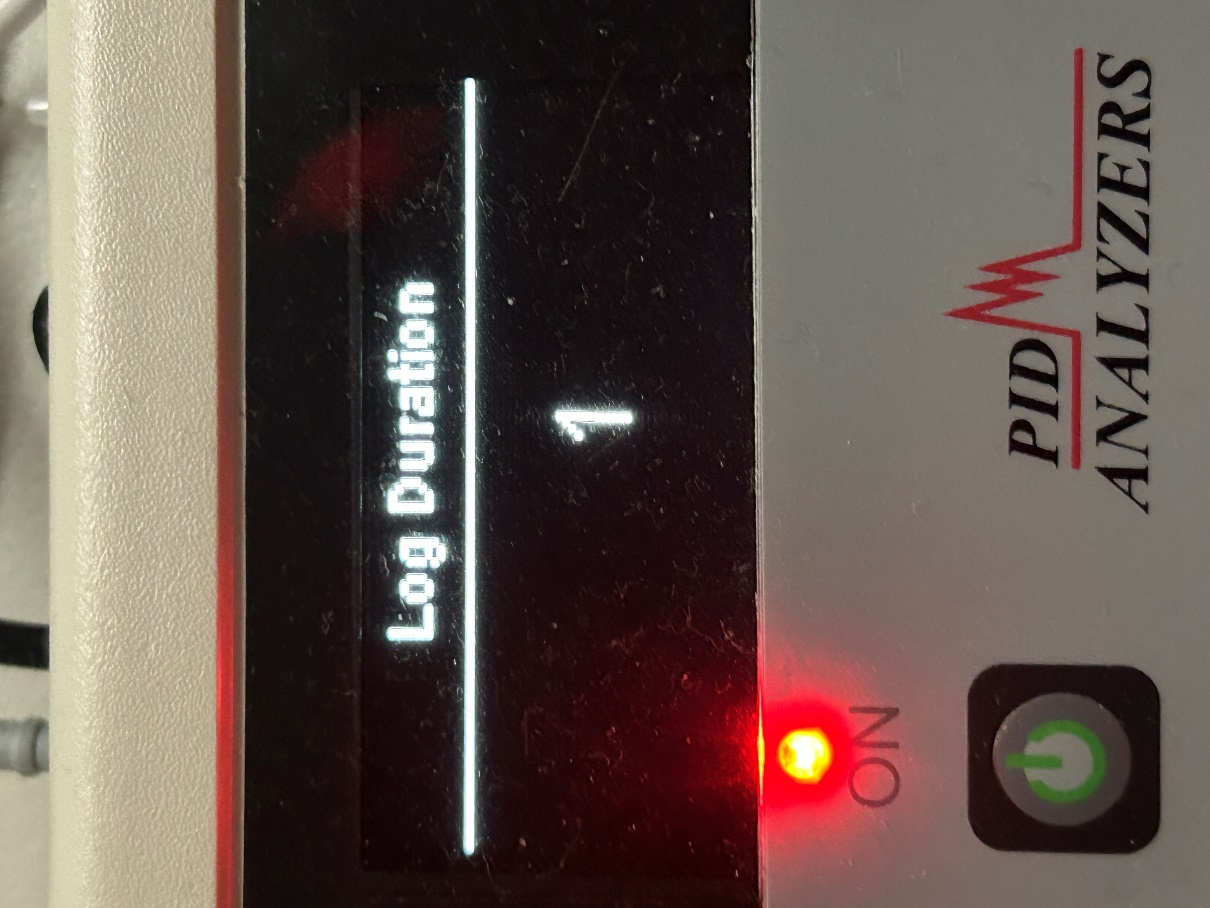 Log Duration
1
ON
PID
ANALYZERS